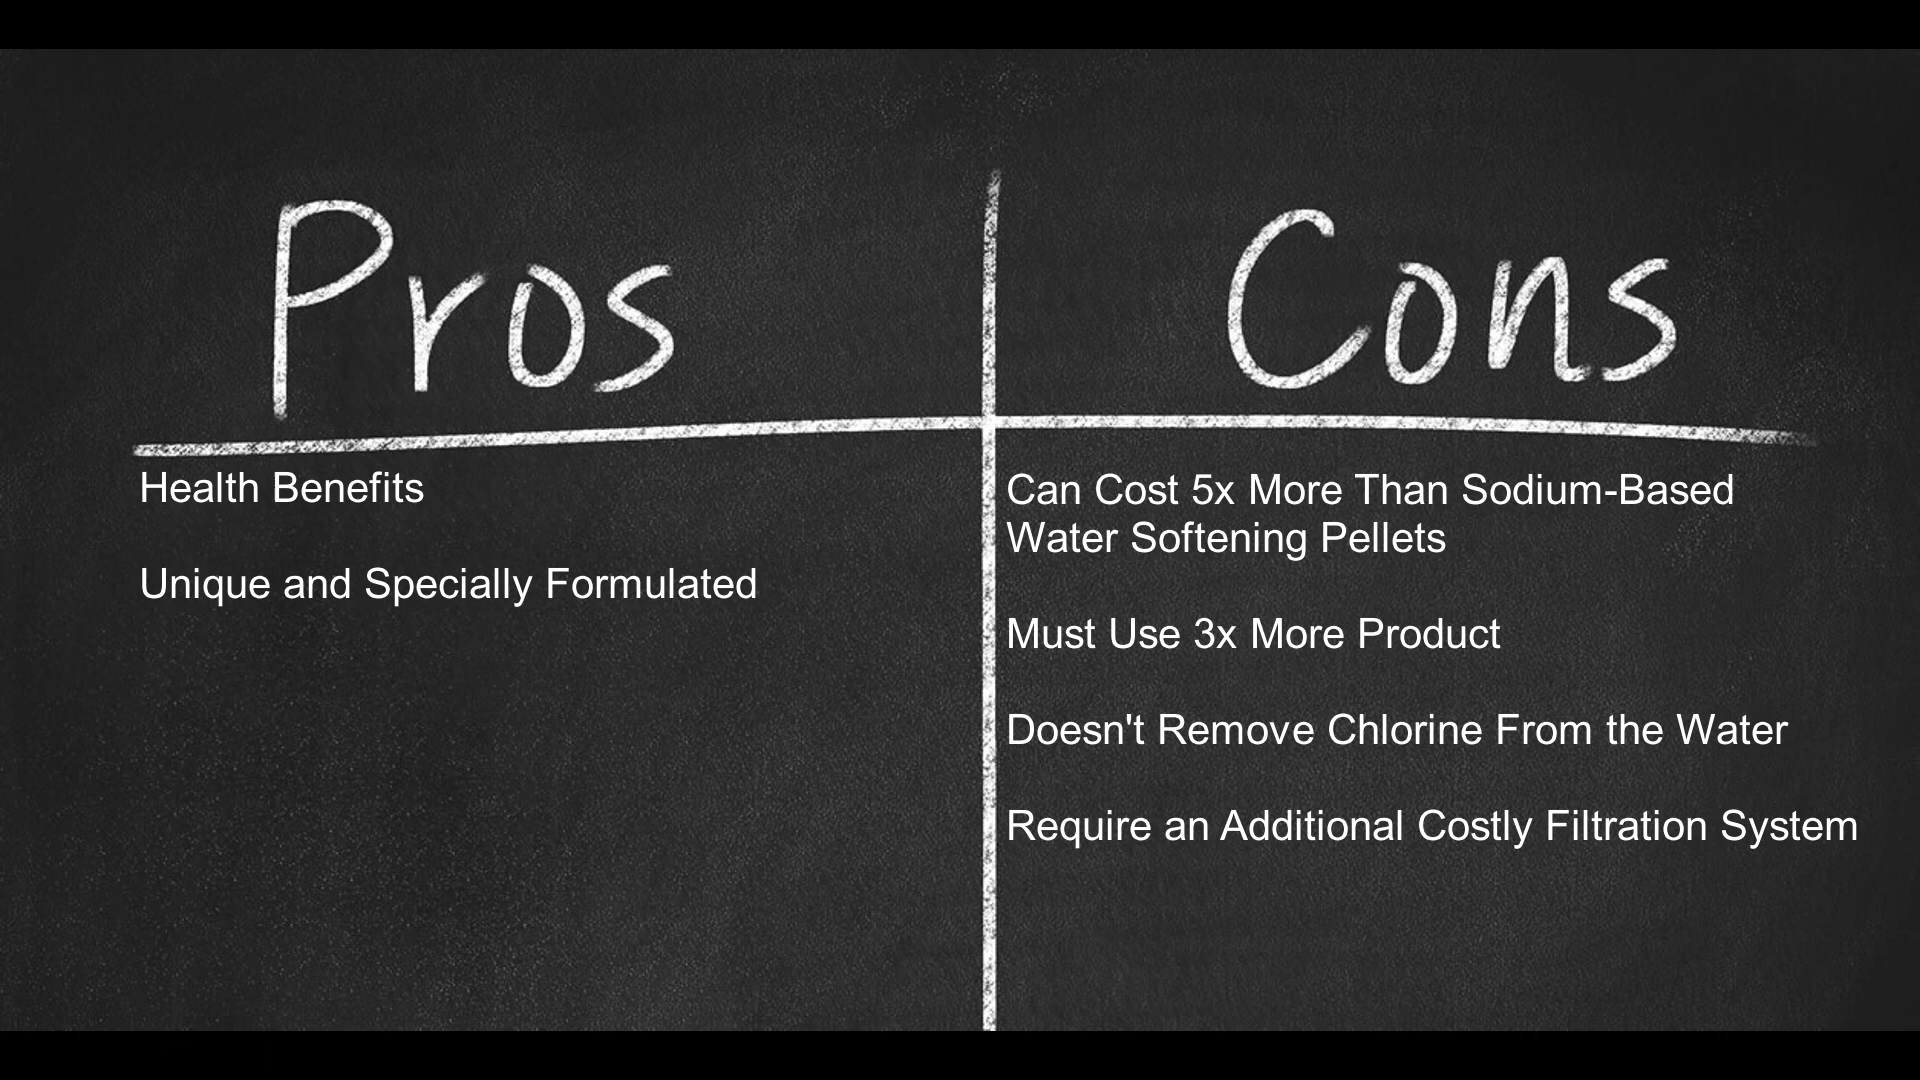 Pros
Cons
Health Benefits
Unique and Specially Formulated
Can Cost 5x More Than Sodium-Based
Water Softening Pellets
Must Use 3x More Product
Doesn't Remove Chlorine From the Water
Require an Additional Costly Filtration System